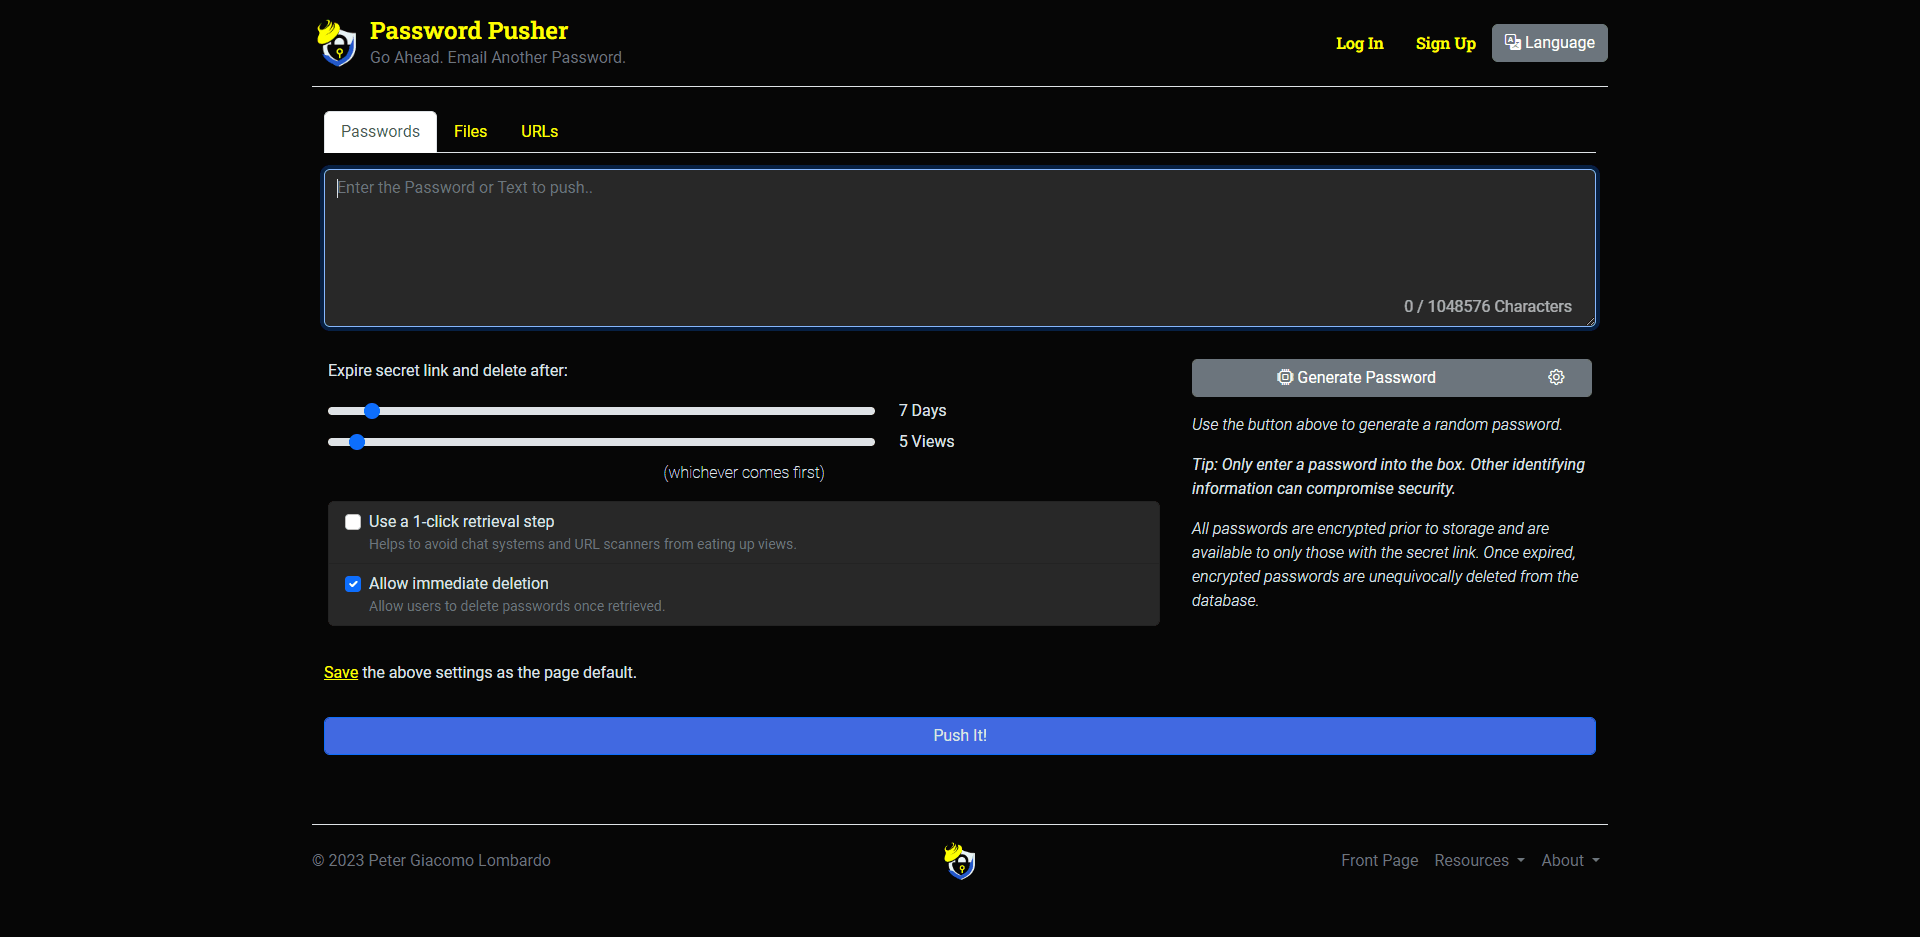 Password Pusher
Go Ahead. Email Another Password.
Log In
Sign Up
Language
Passwords
Files
URLs
Enter the Password or Text to push..
0 / 1048576 Characters
Expire secret link and delete after:
7 Days
5 Views
(whichever comes first)
Use a 1-click retrieval step
Helps to avoid chat systems and URL scanners from eating up views.
Allow immediate deletion
Allow users to delete passwords once retrieved.
Generate Password
Use the button above to generate a random password.
Tip: Only enter a password into the box. Other identifying
information can compromise security.
All passwords are encrypted prior to storage and are
available to only those with the secret link. Once expired,
encrypted passwords are unequivocally deleted from the
database.
Save the above settings as the page default.
Push It!
© 2023 Peter Giacomo Lombardo
Front Page
Resources
About